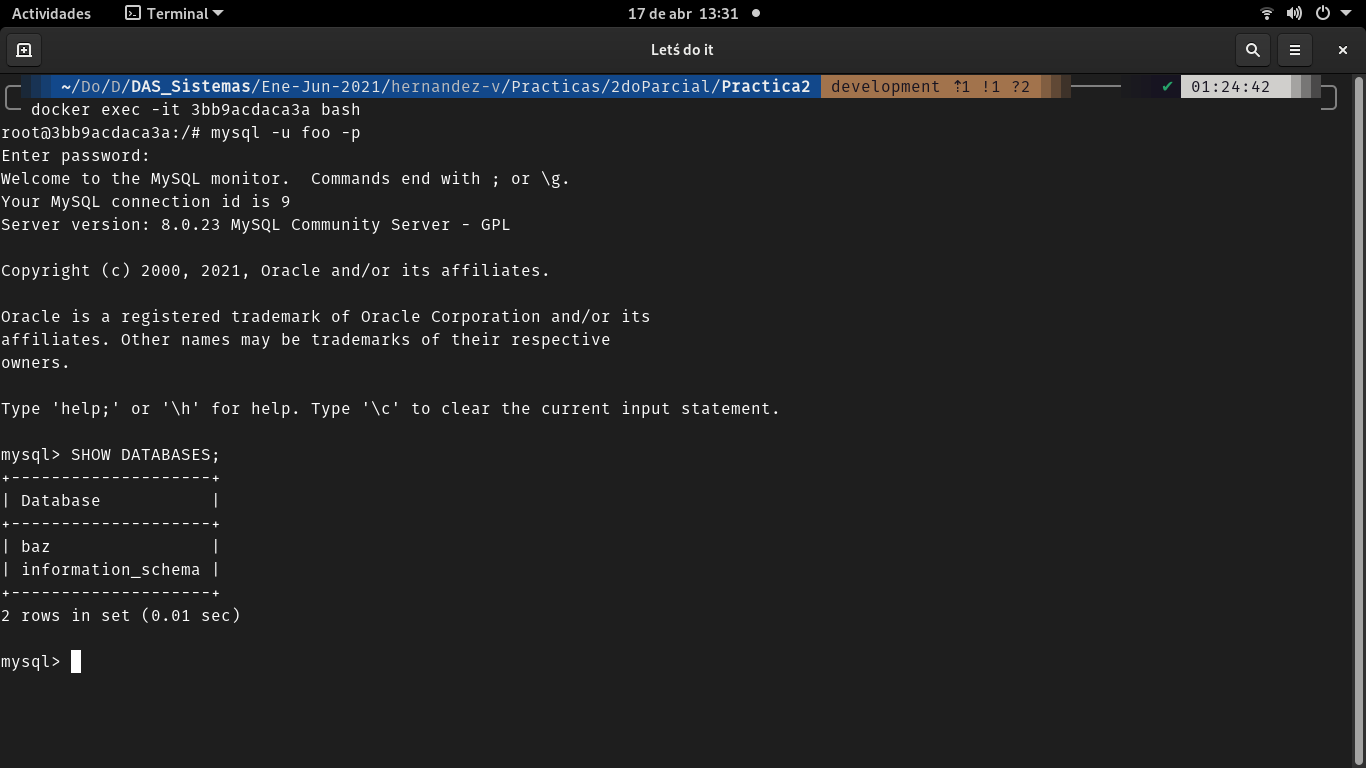 Actividades Terminal 17 de abr 13:31
Letś do it
~/Do/D/DAS_Sistemas/Ene-Jun-2021/hernandez-v/Practicas/2doParcial/Practica2 development ⇡1 !1 ?2 ✔ 01:24:42
docker exec -it 3bb9acdaca3a bash
root@3bb9acdaca3a:/# mysql -u foo -p
Enter password:
Welcome to the MySQL monitor.  Commands end with ; or \g.
Your MySQL connection id is 9
Server version: 8.0.23 MySQL Community Server - GPL
Copyright (c) 2000, 2021, Oracle and/or its affiliates.
Oracle is a registered trademark of Oracle Corporation and/or its
affiliates. Other names may be trademarks of their respective
owners.
Type 'help;' or '\h' for help. Type '\c' to clear the current input statement.
mysql> SHOW DATABASES;
+--------------------+
| Database           |
+--------------------+
| baz                |
| information_schema |
+--------------------+
2 rows in set (0.01 sec)
mysql>